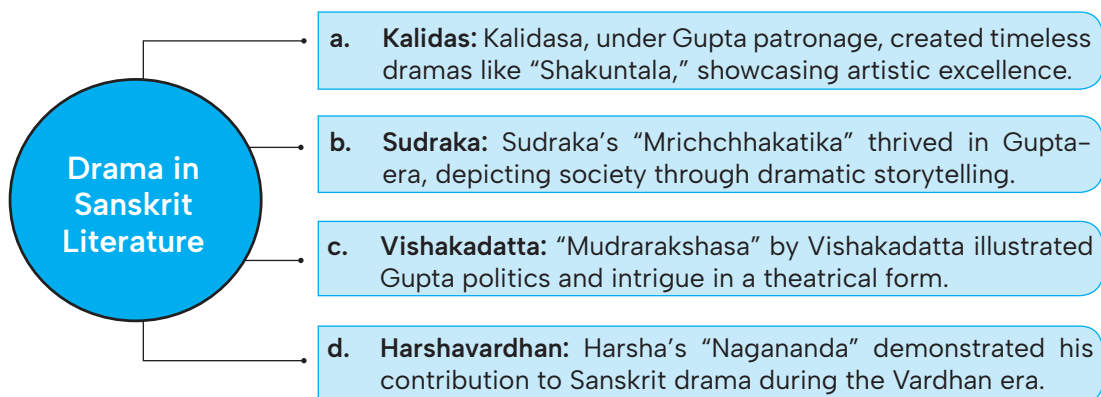 Drama in
Sanskrit
Literature
a. Kalidas: Kalidasa, under Gupta patronage, created timeless
dramas like “Shakuntala,” showcasing artistic excellence.
b. Sudraka: Sudraka’s “Mrichchhakatika” thrived in Gupta-
era, depicting society through dramatic storytelling.
c. Vishakadatta: “Mudrarakshasa” by Vishakadatta illustrated
Gupta politics and intrigue in a theatrical form.
d. Harshavardhan: Harsha’s “Nagananda” demonstrated his
contribution to Sanskrit drama during the Vardhan era.